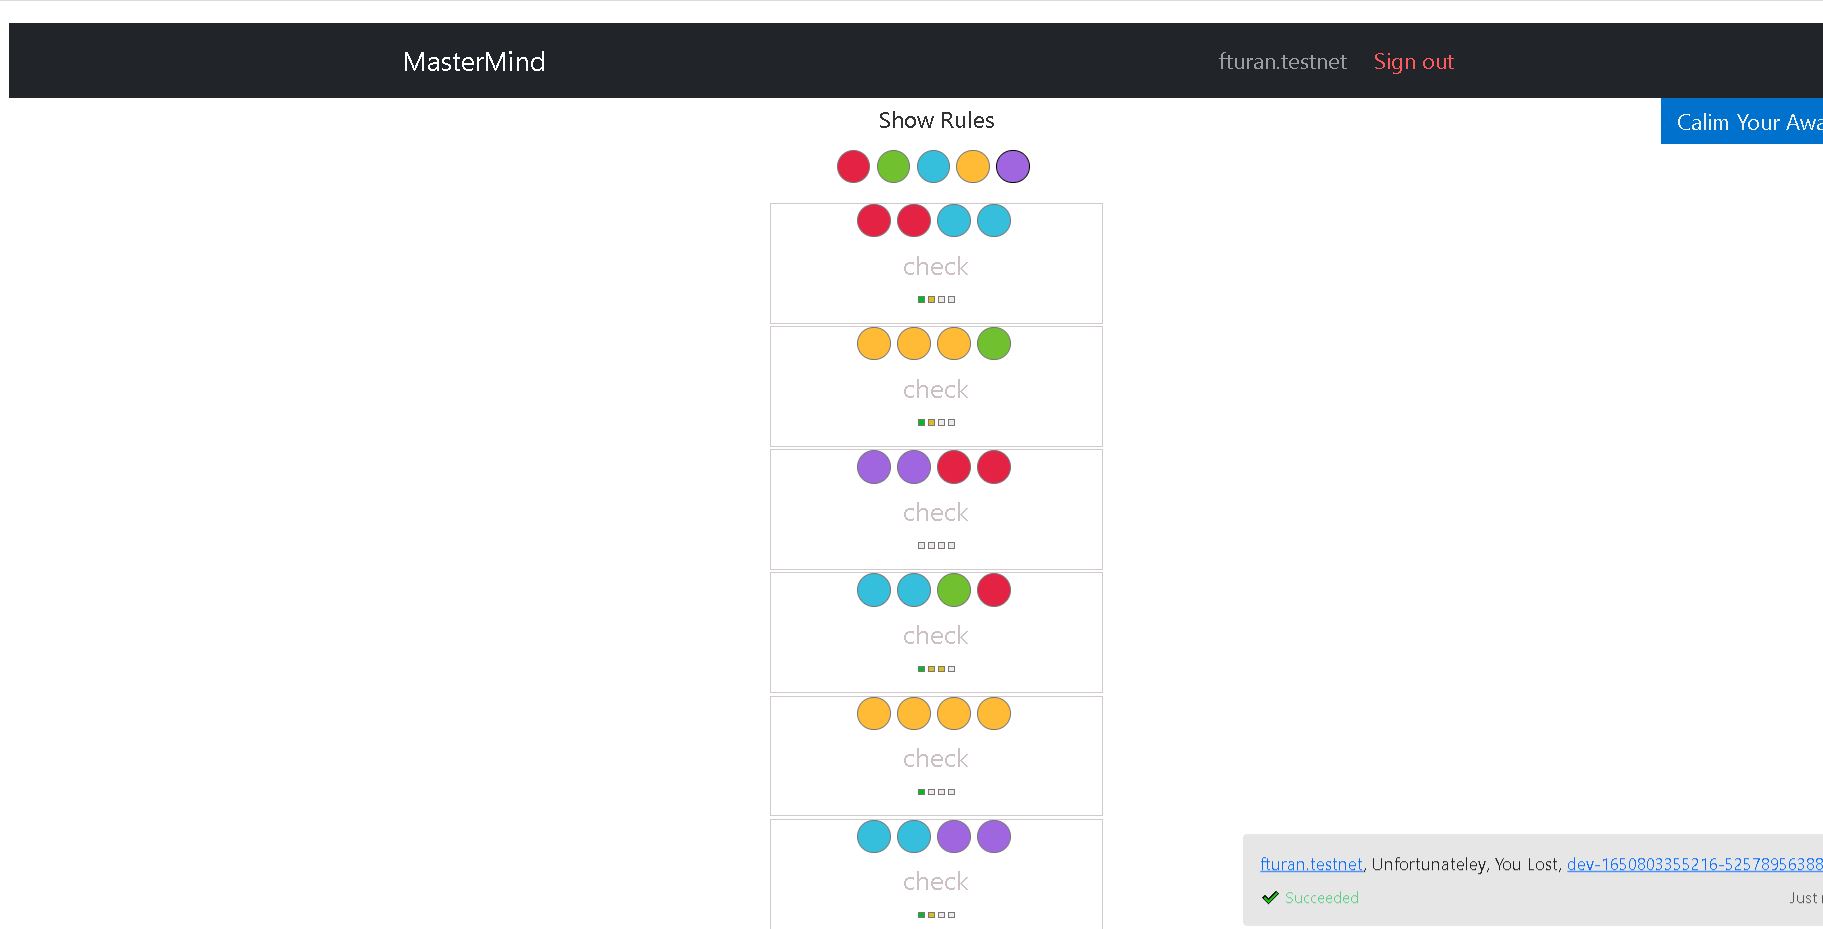 MasterMind
fturan.testnet Sign out
Show Rules
Calim Your Awa
check
check
check
check
check
check
fturan.testnet, Unfortunateley, You Lost, dev-1650803355216-52578956388
Succeeded
Just